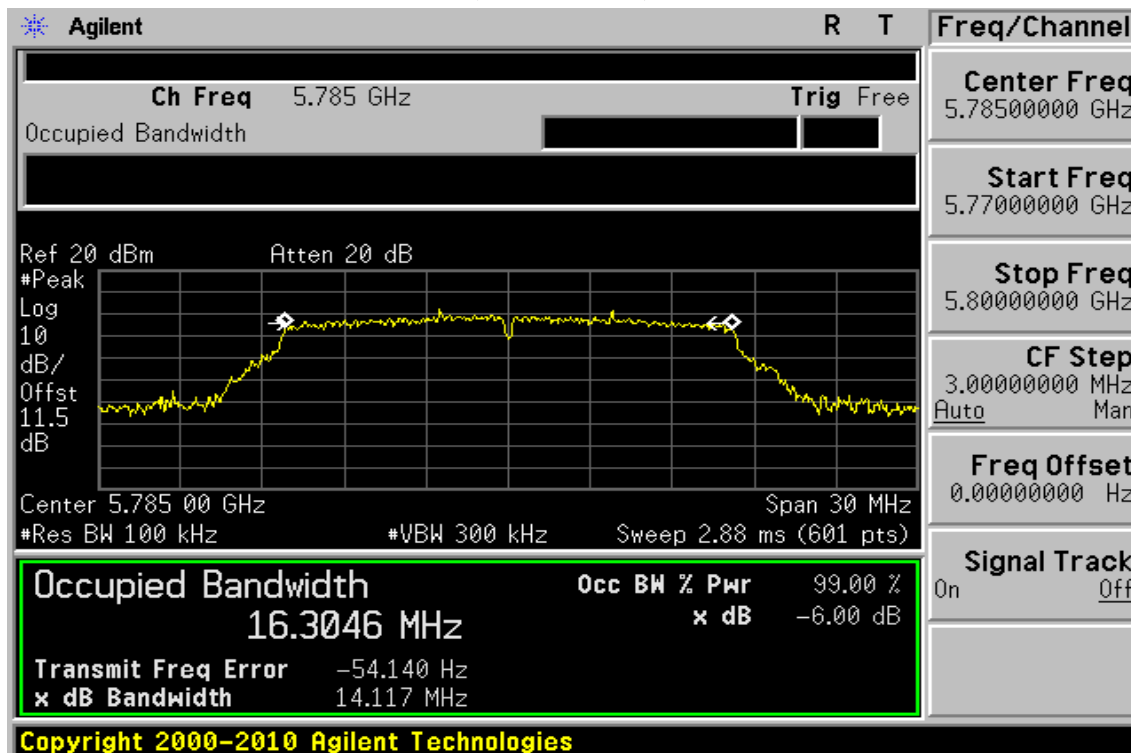 Agilent R T Freq/Channel
Ch Freq 5.785 GHz Trig Free
Occupied Bandwidth
Center Freq
5.78500000 GHz
Start Freq
5.77000000 GHz
Stop Freq
5.80000000 GHz
CF Step
3.00000000 MHz
Auto Man
Freq Offset
0.00000000 Hz
Signal Track
On Off
Ref 20 dBm Atten 20 dB
#Peak
Log
10
dB/
Offst
11.5
dB
Center 5.785 00 GHz Span 30 MHz
#Res BW 100 kHz #VBW 300 kHz Sweep 2.88 ms (601 pts)
Occupied Bandwidth Occ BW % Pwr 99.00 %
16.3046 MHz x dB -6.00 dB
Transmit Freq Error -54.140 Hz
x dB Bandwidth 14.117 MHz
Copyright 2000-2010 Agilent Technologies